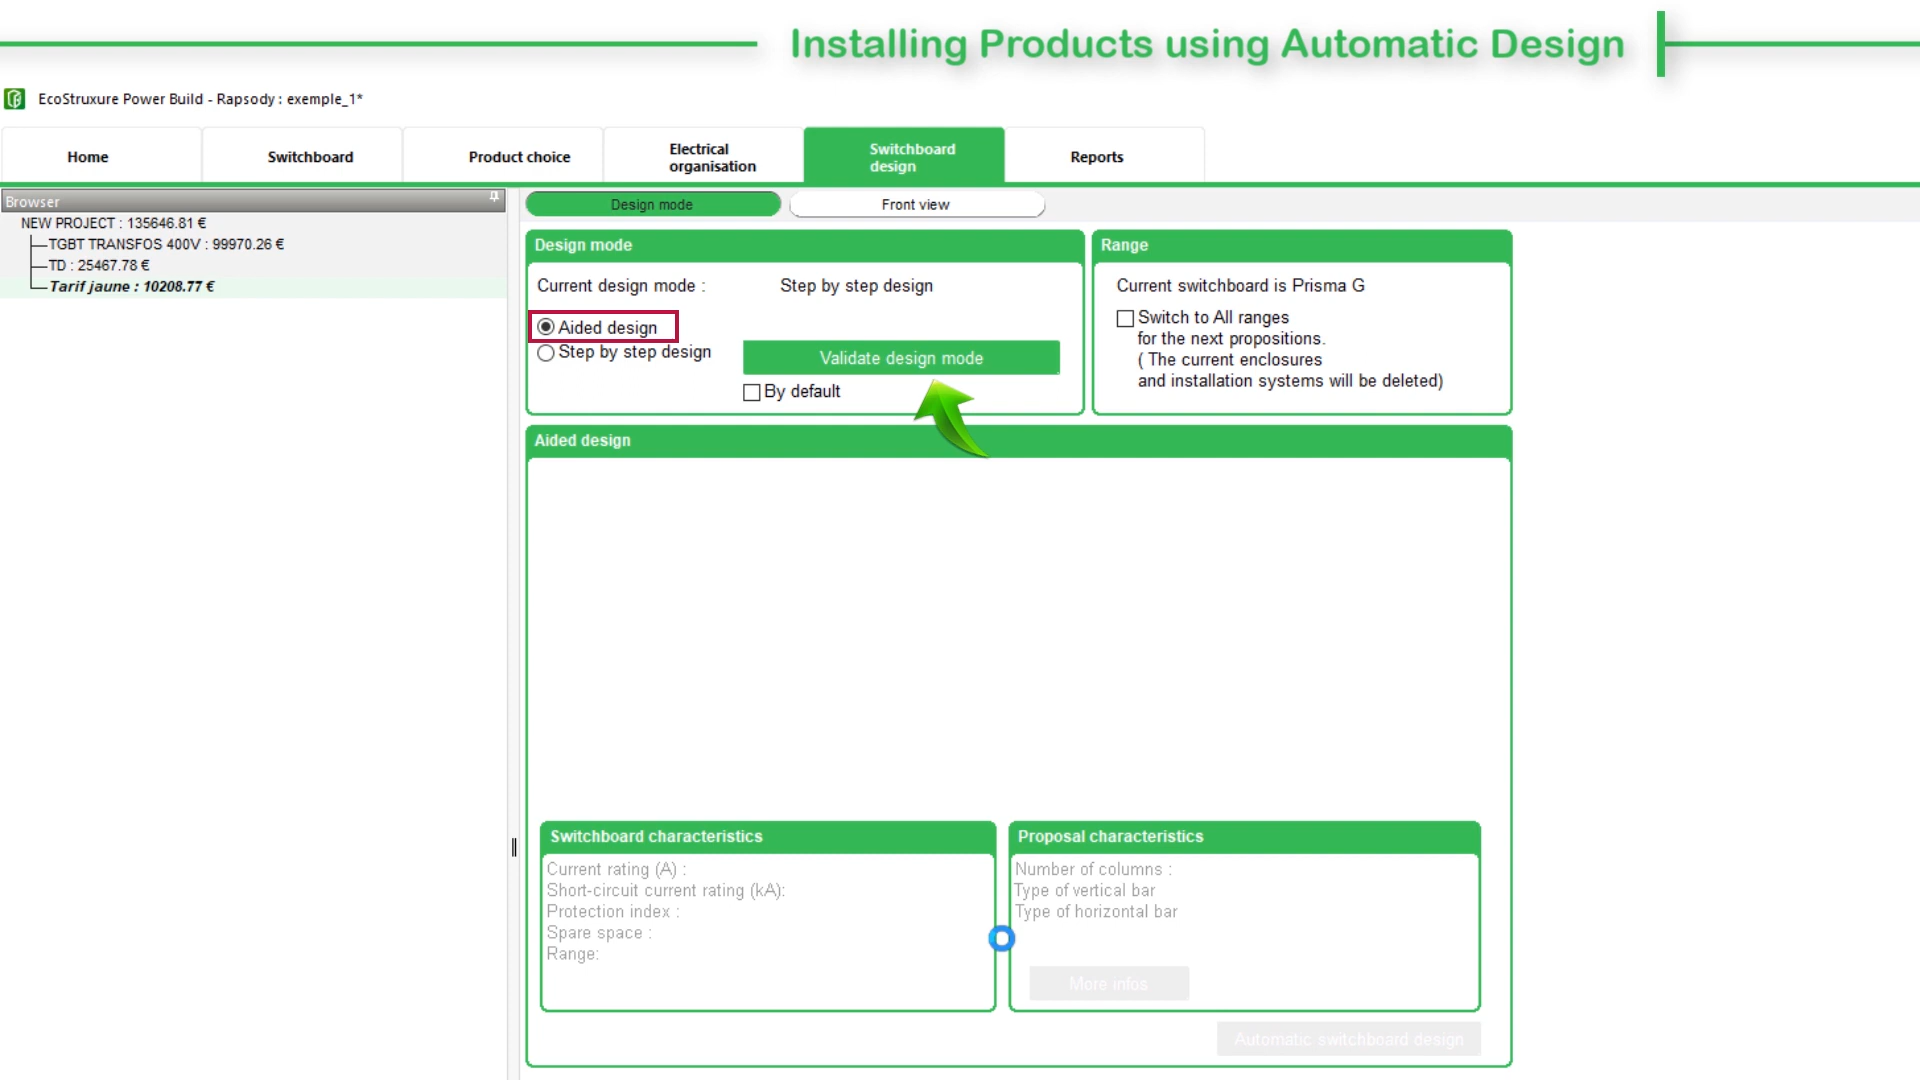 Installing Products using Automatic Design
EcoStruxure Power Build - Rapsody : exemple_1*
Home
Switchboard
Product choice
Electrical
organisation
Switchboard
design
Reports
Browser
NEW PROJECT : 135646.81 €
TGBT TRANSFOS 400V : 99970.26 €
TD : 25467.78 €
Tarif jaune : 10208.77 €
Design mode
Front view
Design mode
Current design mode :
Step by step design
Aided design
Step by step design
Validate design mode
By default
Range
Current switchboard is Prisma G
Switch to All ranges
for the next propositions.
( The current enclosures
and installation systems will be deleted)
Aided design
Switchboard characteristics
Current rating (A) :
Short-circuit current rating (kA):
Protection index :
Spare space :
Range:
Proposal characteristics
Number of columns :
Type of vertical bar
Type of horizontal bar
More infos
Automatic switchboard design